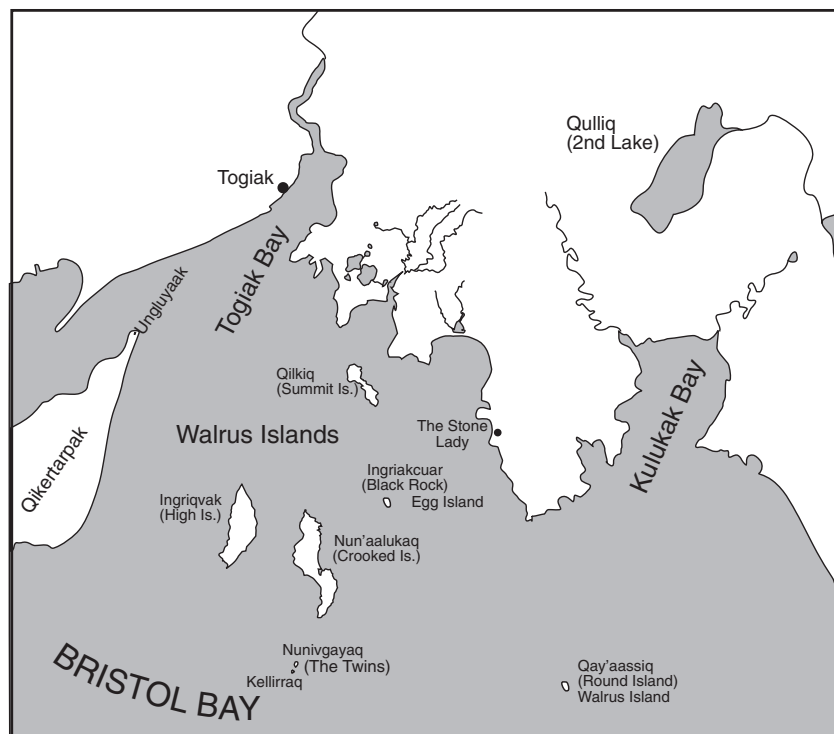 Qulliq
(2nd Lake)
Togiak
Togiak Bay
Ungluyaak
Qilkiq
(Summit Is.)
Kulukak Bay
The Stone
Lady
Walrus Islands
Qikertarpak
Ingriakcuar
(Black Rock)
Egg Island
Ingriqvak
(High Is.)
Nun'aalukaq
(Crooked Is.)
Nunivgayaq
(The Twins)
Kellirraq
Qay'aassiq
(Round Island)
Walrus Island
BRISTOL BAY